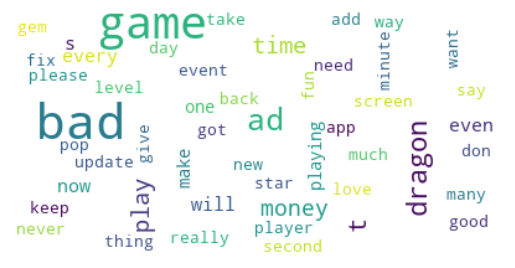 gem
game
take
add
way
s
day
time
minute
want
fix
every
event
need
please
level
fun
screen
say
bad
one
back
ad
got
app
dragon
even
pop
update
give
make
new
playing
much
don
now
play
star
love
many
keep
will
money
t
good
never
thing
really
player
second